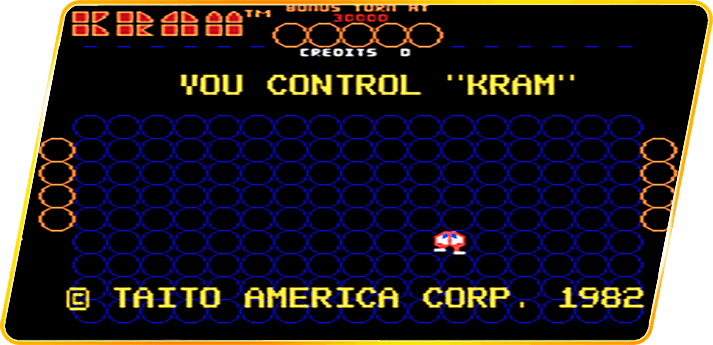 KRAM™
BONUS TURN AT
30000
CREDITS 0
YOU CONTROL "KRAM"
© TAITO AMERICA CORP. 1982